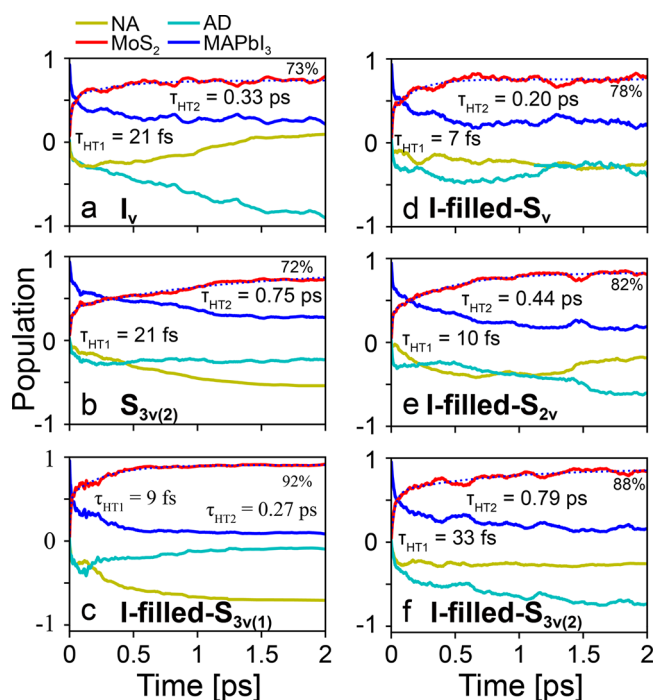 NA AD
MoS₂ MAPbI₃
1 73%
τHT2 = 0.33 ps
0 τHT1 = 21 fs
-1 a Iᵥ
78%
τHT2 = 0.20 ps
τHT1 = 7 fs
d I-filled-Sᵥ
1 72%
τHT2 = 0.75 ps
0 τHT1 = 21 fs
-1 b S₃ᵥ₍₂₎
82%
τHT2 = 0.44 ps
τHT1 = 10 fs
e I-filled-S₂ᵥ
1 92%
τHT1 = 9 fs τHT2 = 0.27 ps
0
-1 c I-filled-S₃ᵥ₍₁₎
88%
τHT2 = 0.79 ps
τHT1 = 33 fs
f I-filled-S₃ᵥ₍₂₎
Population
0 0.5 1 1.5 2
0 0.5 1 1.5 2
Time [ps] Time [ps]